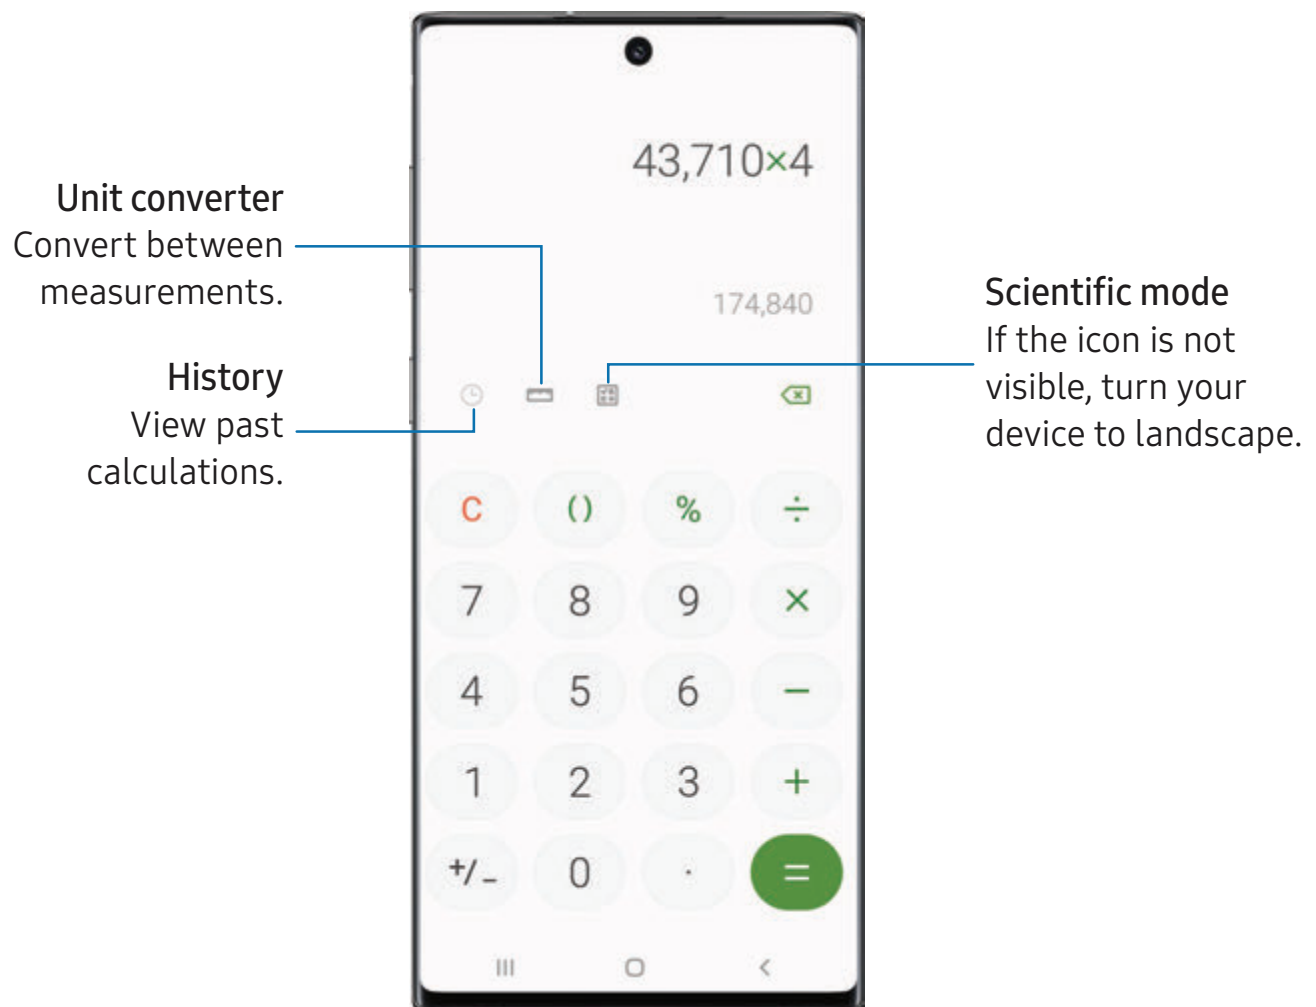 43,710×4
Unit converter
Convert between
measurements.
174,840
Scientific mode
If the icon is not
visible, turn your
device to landscape.
History
View past
calculations.
C () % ÷
7 8 9 ×
4 5 6 −
1 2 3 +
+/− 0 . =